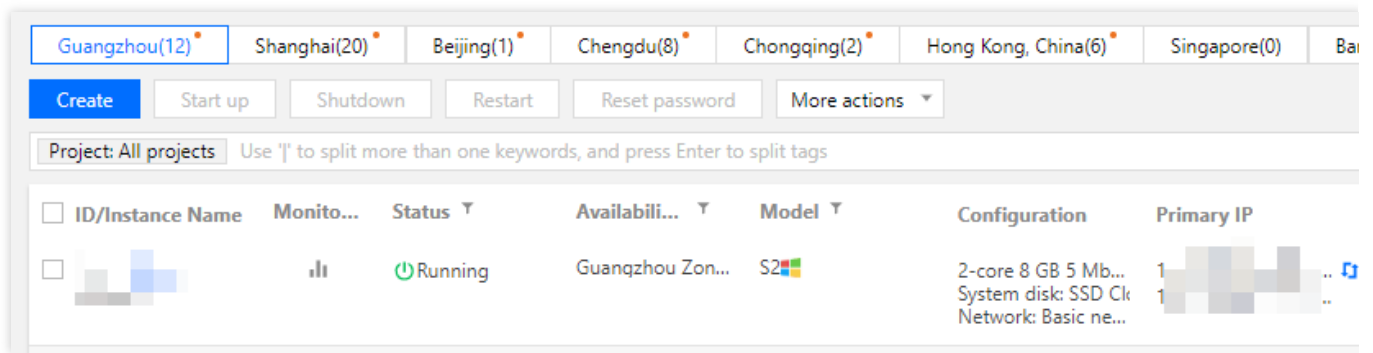 Guangzhou(12) Shanghai(20) Beijing(1) Chengdu(8) Chongqing(2) Hong Kong, China(6) Singapore(0)
Create Start up Shutdown Restart Reset password More actions
Project: All projects Use '|' to split more than one keywords, and press Enter to split tags
ID/Instance Name Monito... Status Availabili... Model Configuration Primary IP
Running Guangzhou Zon... S2 2-core 8 GB 5 Mb...
System disk: SSD Clo
Network: Basic ne...